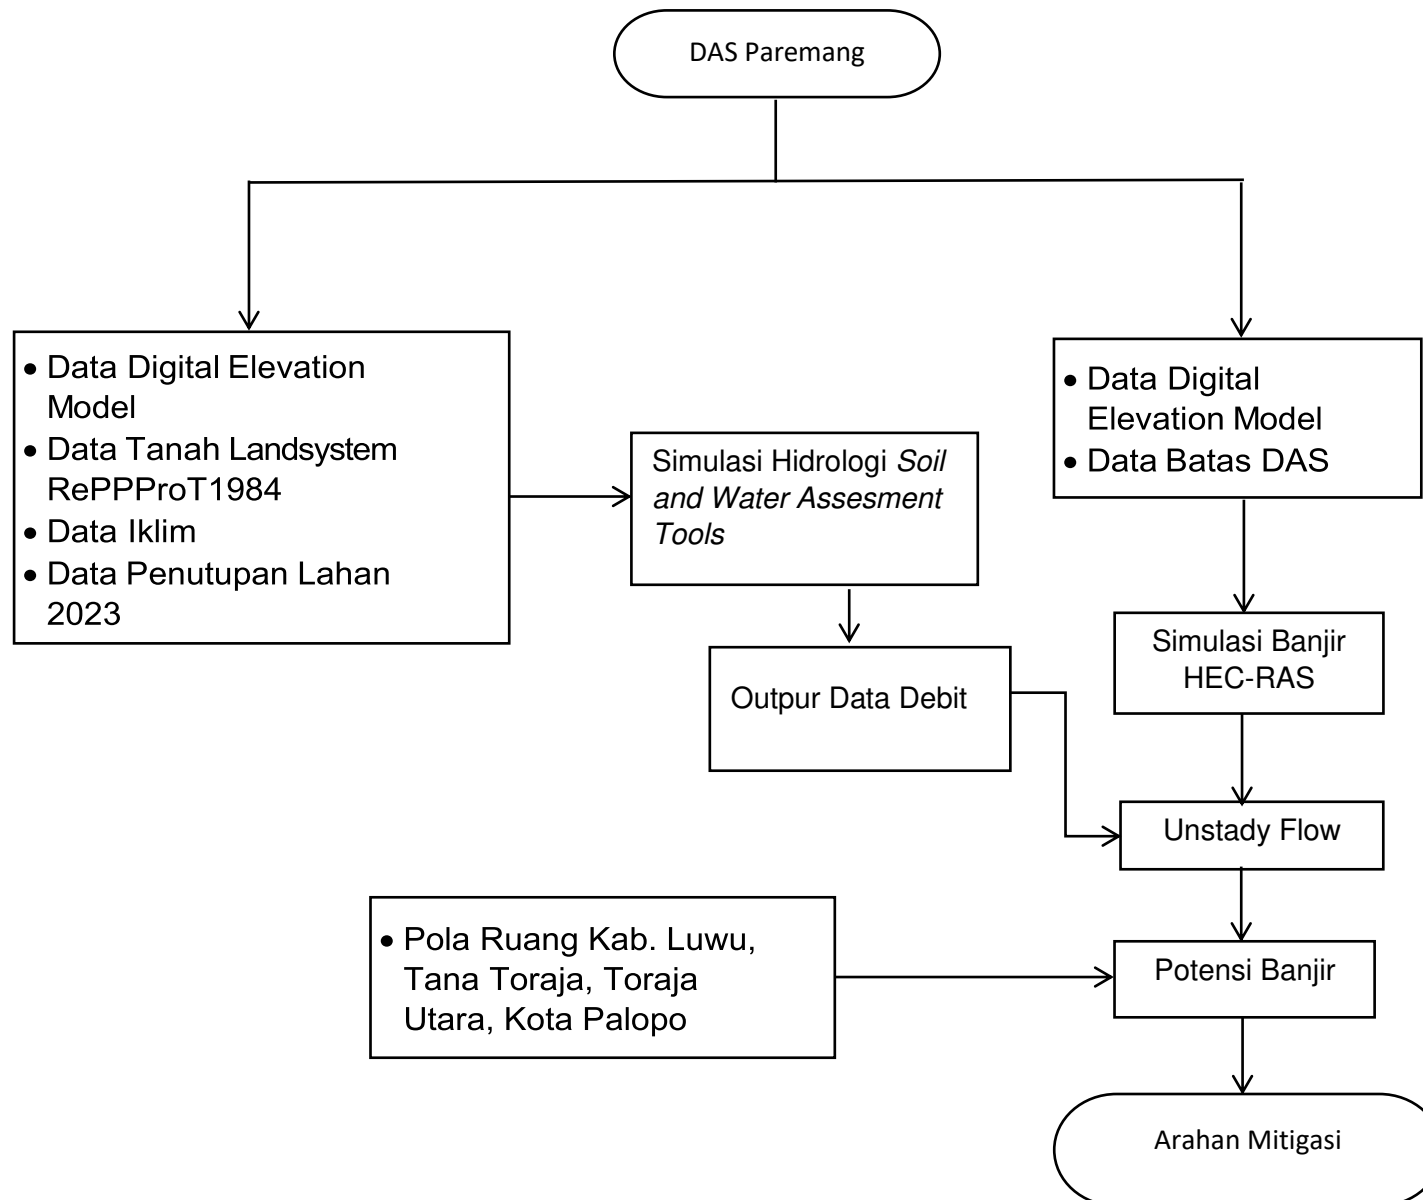 DAS Paremang
• Data Digital Elevation
Model
• Data Tanah Landsystem
RePPProT1984
• Data Iklim
• Data Penutupan Lahan
2023
Simulasi Hidrologi Soil
and Water Assesment
Tools
Outpur Data Debit
• Data Digital
Elevation Model
• Data Batas DAS
Simulasi Banjir
HEC-RAS
Unstady Flow
• Pola Ruang Kab. Luwu,
Tana Toraja, Toraja
Utara, Kota Palopo
Potensi Banjir
Arahan Mitigasi